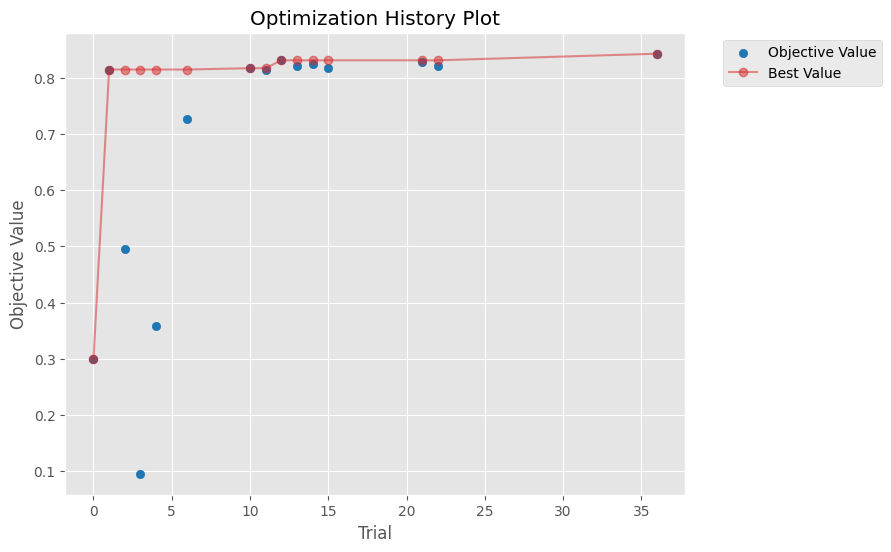 Optimization History Plot
Objective Value
Best Value
Objective Value
0.8
0.7
0.6
0.5
0.4
0.3
0.2
0.1
0 5 10 15 20 25 30 35
Trial